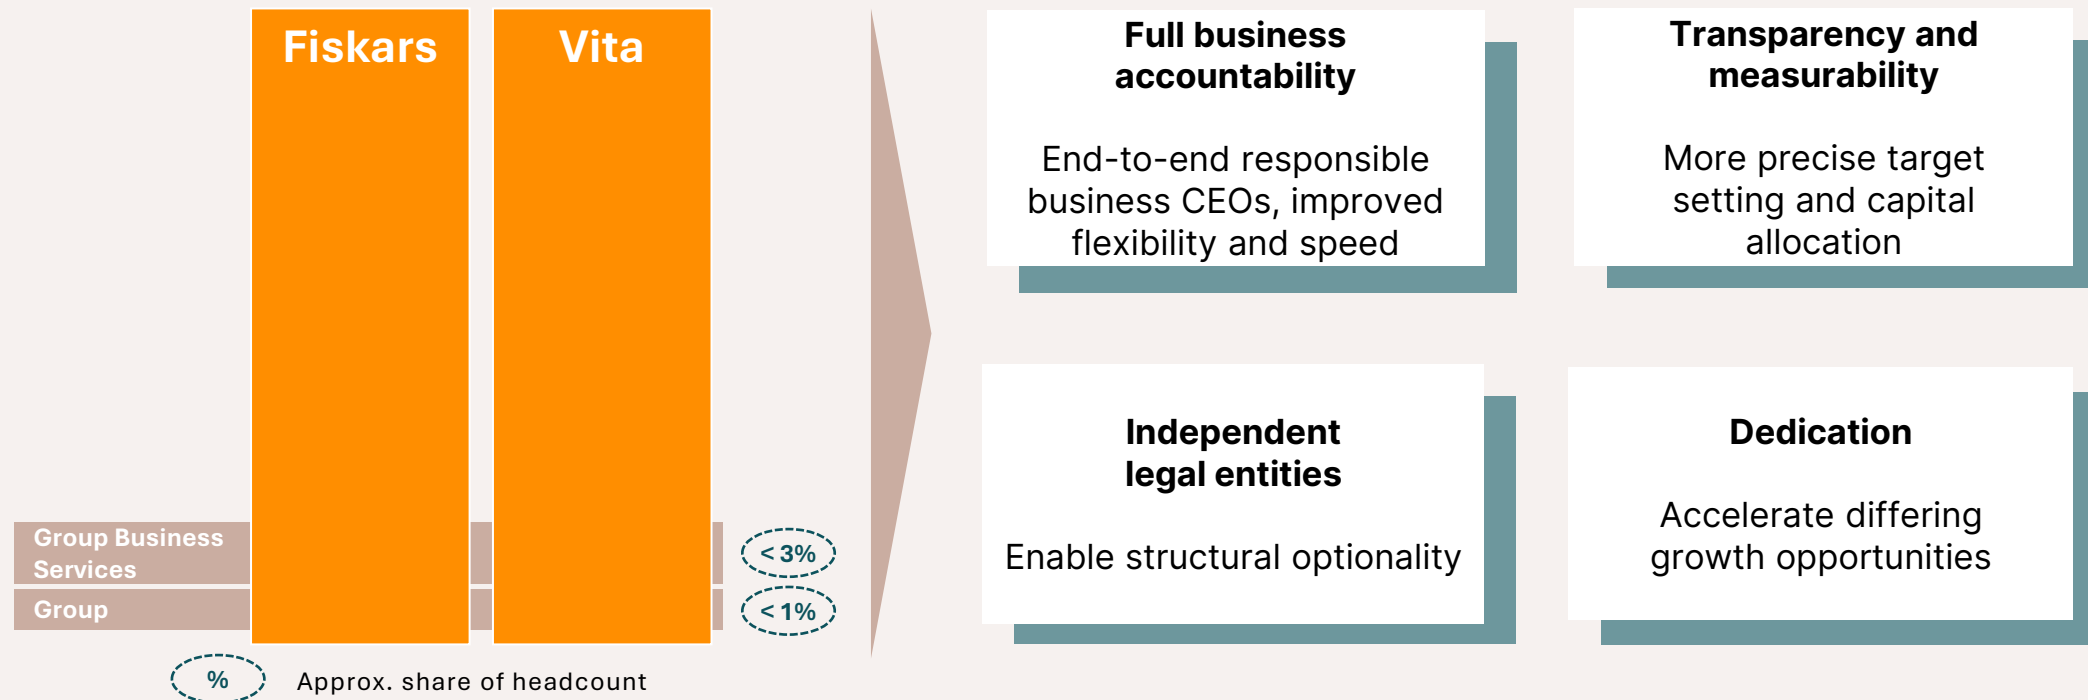 Fiskars
Vita
Group Business
Services
< 3%
Group
< 1%
%
Approx. share of headcount
Full business
accountability
End-to-end responsible
business CEOs, improved
flexibility and speed
Transparency and
measurability
More precise target
setting and capital
allocation
Independent
legal entities
Enable structural optionality
Dedication
Accelerate differing
growth opportunities